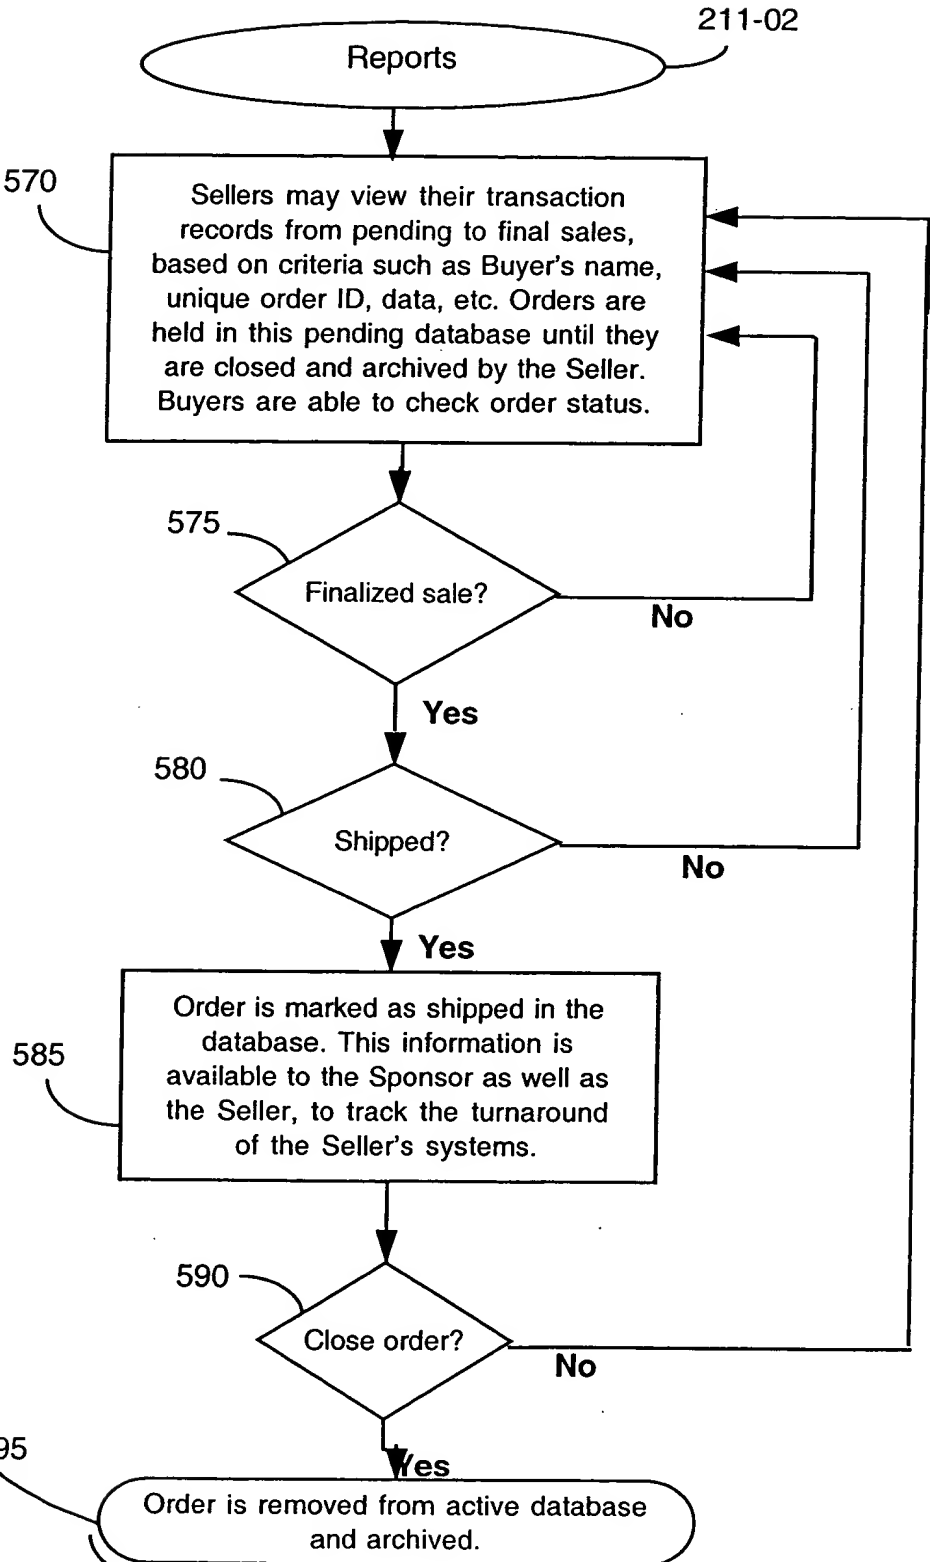 211-02
Reports
570
Sellers may view their transaction
records from pending to final sales,
based on criteria such as Buyer's name,
unique order ID, data, etc. Orders are
held in this pending database until they
are closed and archived by the Seller.
Buyers are able to check order status.
575
Finalized sale?
No
Yes
580
Shipped?
No
Yes
585
Order is marked as shipped in the
database. This information is
available to the Sponsor as well as
the Seller, to track the turnaround
of the Seller's systems.
590
Close order?
No
Yes
95
Order is removed from active database
and archived.